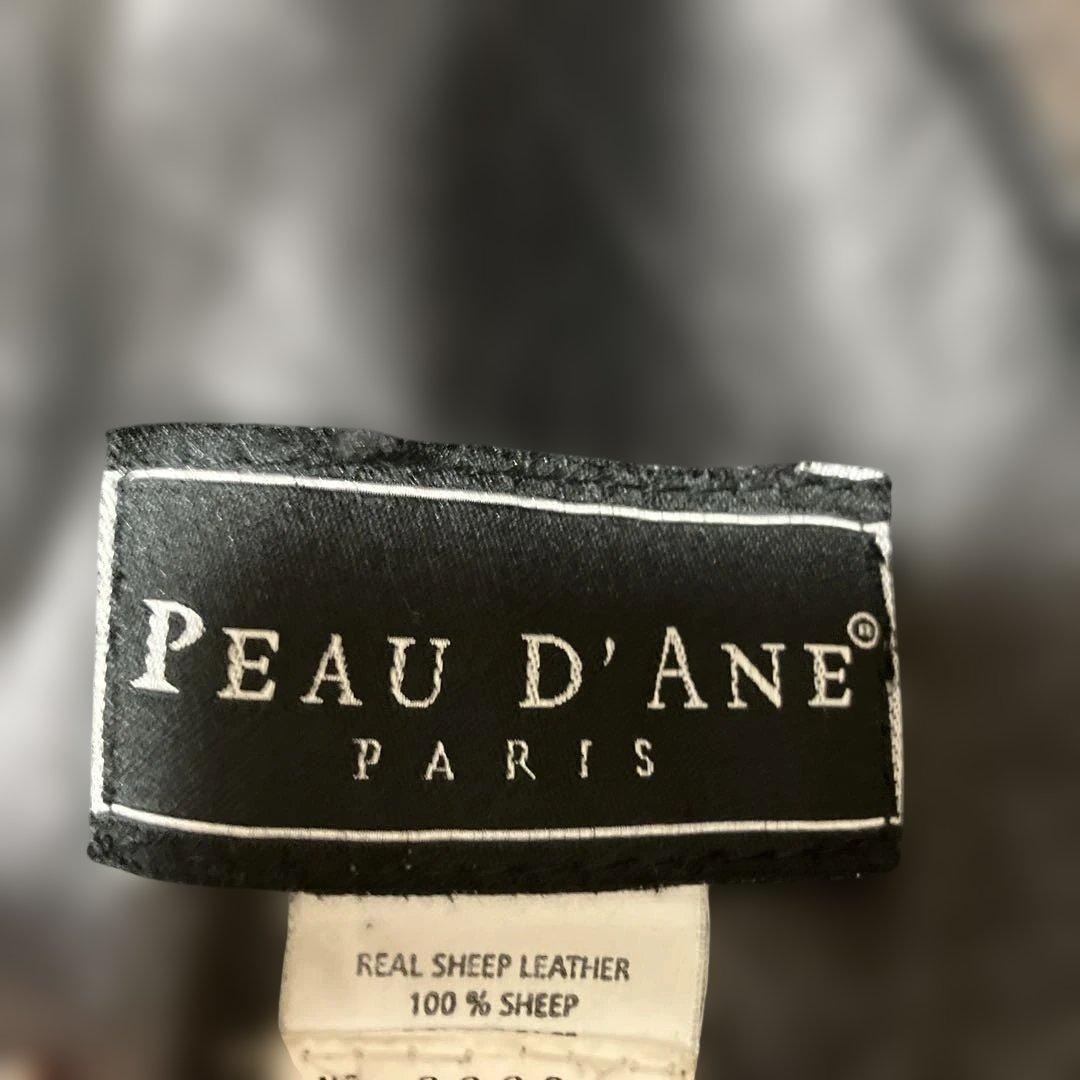 PEAU D'ANE®
PARIS
REAL SHEEP LEATHER
100 % SHEEP